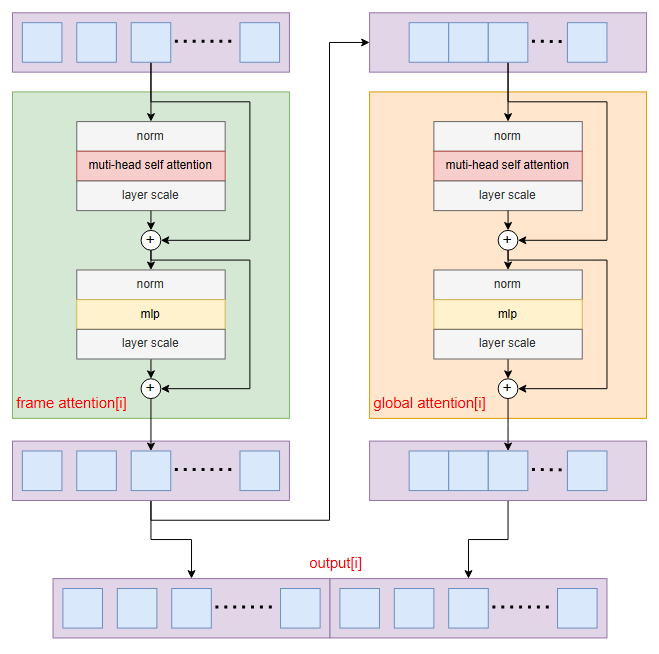 norm
muti-head self attention
layer scale
+
norm
mlp
layer scale
+
frame attention[i]
norm
muti-head self attention
layer scale
+
norm
mlp
layer scale
+
global attention[i]
output[i]